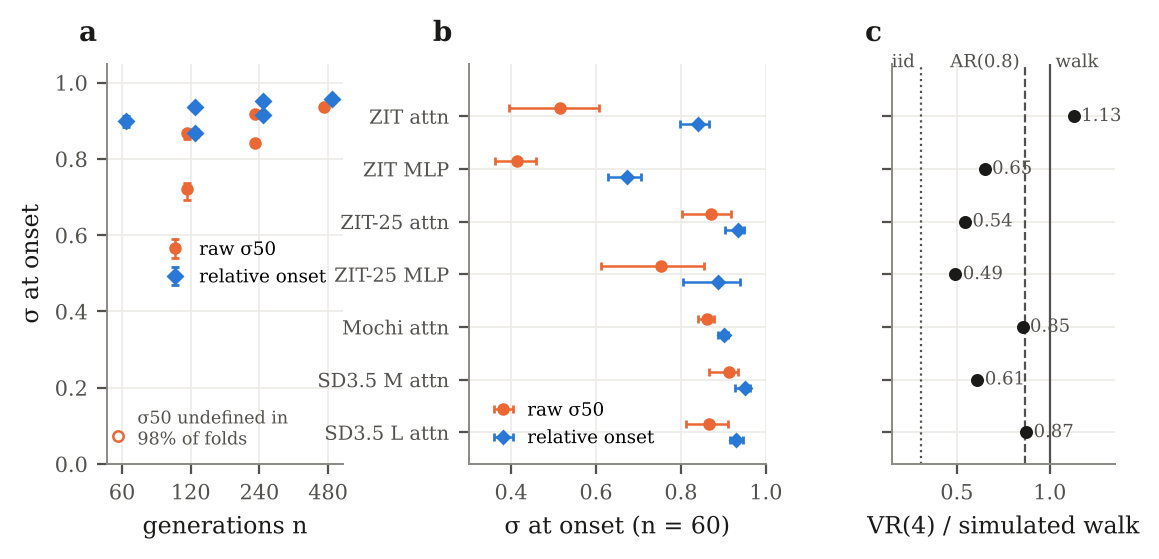 a
1.0
0.8
0.6
0.4
0.2
0.0
σ at onset
raw σ50
relative onset
σ50 undefined in
98% of folds
60
120
240
480
generations n
b
ZIT attn
ZIT MLP
ZIT-25 attn
ZIT-25 MLP
Mochi attn
SD3.5 M attn
SD3.5 L attn
raw σ50
relative onset
0.4
0.6
0.8
1.0
σ at onset (n = 60)
c
iid
AR(0.8)
walk
1.13
0.65
0.54
0.49
0.85
0.61
0.87
0.5
1.0
VR(4) / simulated walk